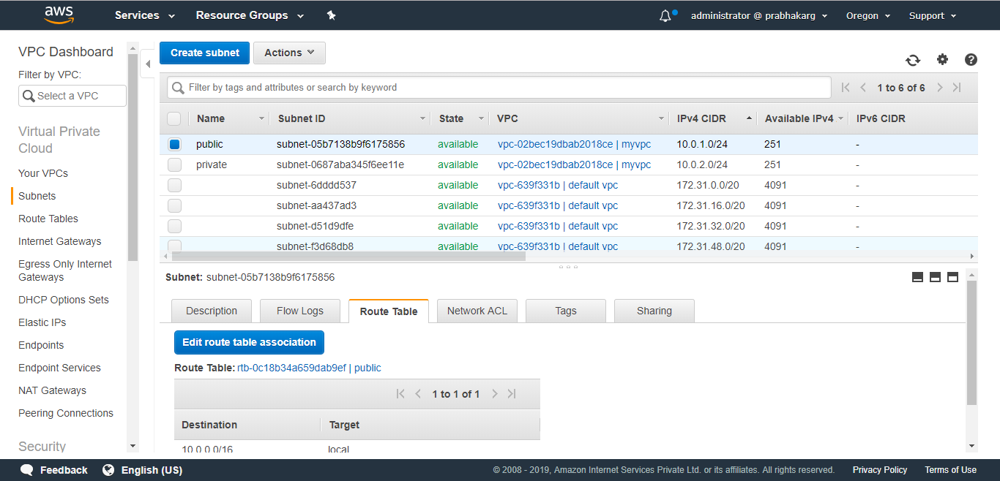 aws Services Resource Groups administrator @ prabhakarg Oregon Support
VPC Dashboard
Filter by VPC:
Select a VPC
Virtual Private
Cloud
Your VPCs
Subnets
Route Tables
Internet Gateways
Egress Only Internet
Gateways
DHCP Options Sets
Elastic IPs
Endpoints
Endpoint Services
NAT Gateways
Peering Connections
Security
Create subnet Actions
Filter by tags and attributes or search by keyword 1 to 6 of 6
Name Subnet ID State VPC IPv4 CIDR Available IPv4 IPv6 CIDR
public subnet-05b7138b9f6175856 available vpc-02bec19dbab2018ce | myvpc 10.0.1.0/24 251 -
private subnet-0687aba345f6ee11e available vpc-02bec19dbab2018ce | myvpc 10.0.2.0/24 251 -
subnet-6dddd537 available vpc-639f331b | default vpc 172.31.0.0/20 4091 -
subnet-aa437ad3 available vpc-639f331b | default vpc 172.31.16.0/20 4091 -
subnet-d51d9dfe available vpc-639f331b | default vpc 172.31.32.0/20 4091 -
subnet-f3d68db8 available vpc-639f331b | default vpc 172.31.48.0/20 4091 -
Subnet: subnet-05b7138b9f6175856
Description Flow Logs Route Table Network ACL Tags Sharing
Edit route table association
Route Table: rtb-0c18b34a659dab9ef | public
1 to 1 of 1
Destination Target
10.0.0.0/16 local
Feedback English (US) © 2008 - 2019, Amazon Internet Services Private Ltd. or its affiliates. All rights reserved. Privacy Policy Terms of Use